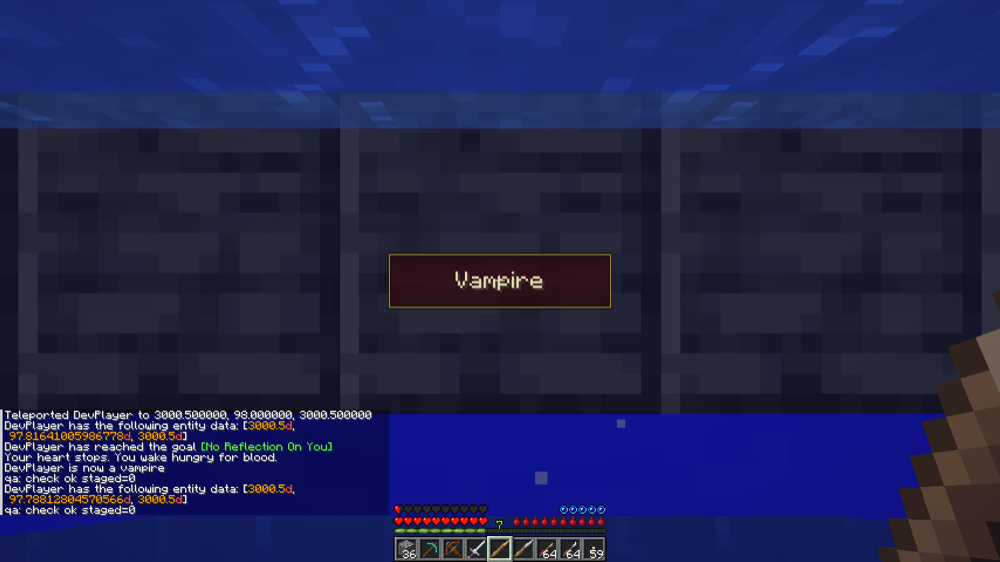 Vampire
Teleported DevPlayer to 3000.500000, 98.000000, 3000.500000
DevPlayer has the following entity data: [3000.5d,
97.81641005986778d, 3000.5d]
DevPlayer has reached the goal [No Reflection On You]
Your heart stops. You wake hungry for blood.
DevPlayer is now a vampire
qa: check ok staged=0
DevPlayer has the following entity data: [3000.5d,
97.78812804570566d, 3000.5d]
qa: check ok staged=0
7
36 64 64 59